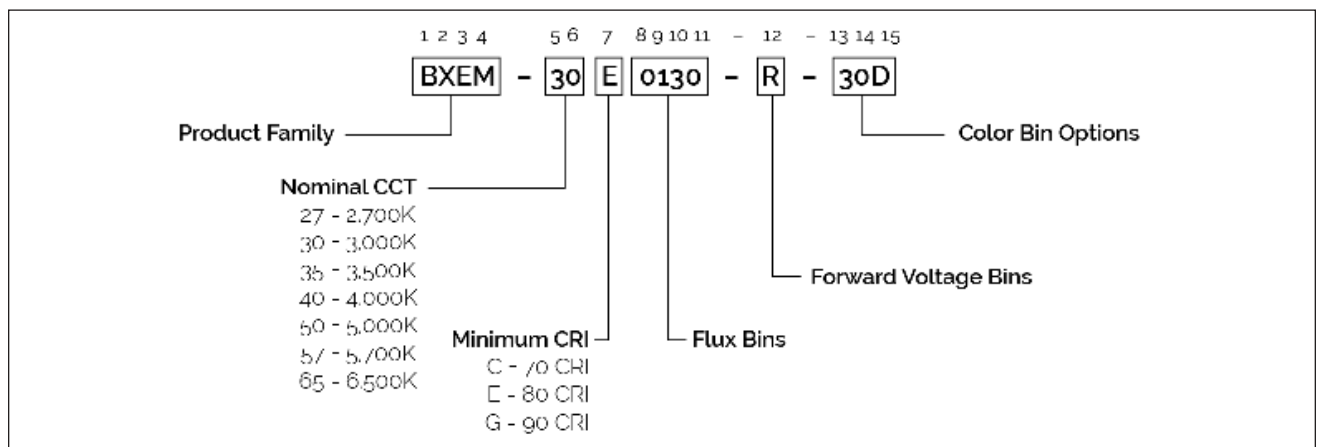 1 2 3 4 5 6 7 8 9 10 11 – 12 – 13 14 15
BXEM – 30 E 0130 – R – 30D
Product Family
Color Bin Options
Nominal CCT
27 - 2,700K
30 - 3,000K
35 - 3,500K
40 - 4,000K
50 - 5,000K
57 - 5,700K
65 - 6,500K
Forward Voltage Bins
Minimum CRI
C - 70 CRI
E - 80 CRI
G - 90 CRI
Flux Bins